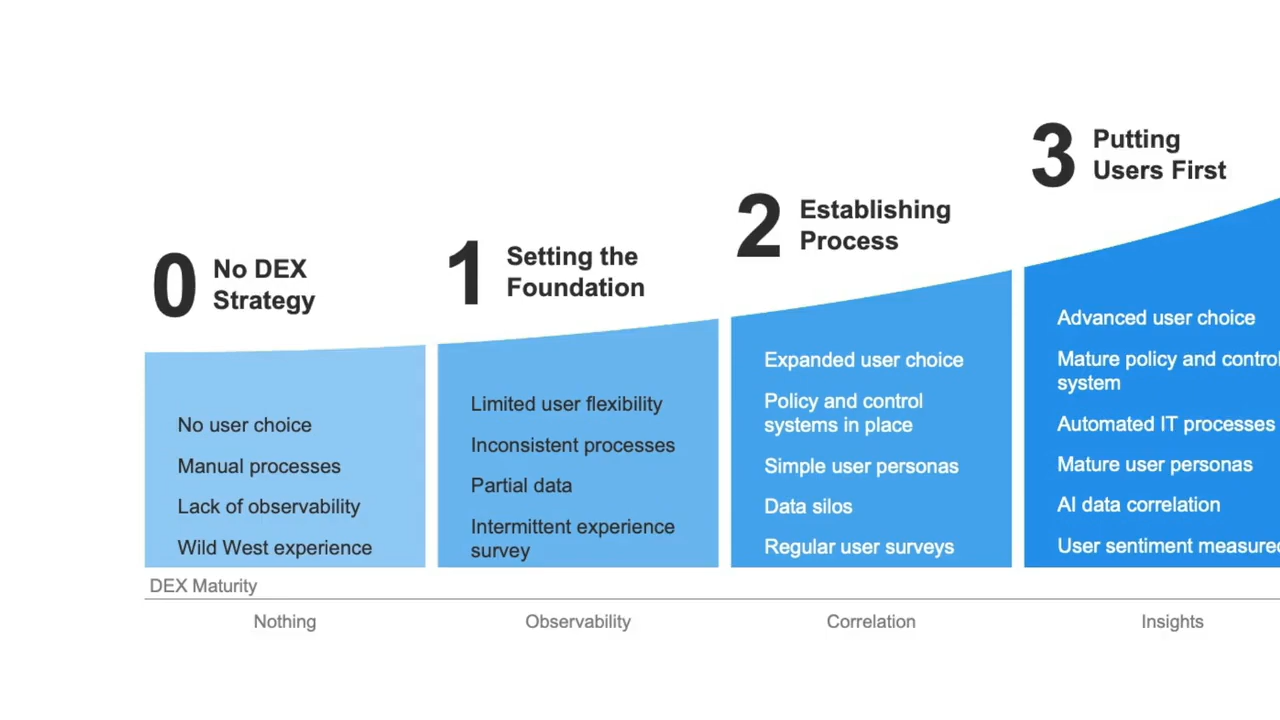 0
No DEX
Strategy
No user choice
Manual processes
Lack of observability
Wild West experience
1
Setting the
Foundation
Limited user flexibility
Inconsistent processes
Partial data
Intermittent experience
survey
2
Establishing
Process
Expanded user choice
Policy and control
systems in place
Simple user personas
Data silos
Regular user surveys
3
Putting
Users First
Advanced user choice
Mature policy and control
system
Automated IT processes
Mature user personas
AI data correlation
User sentiment measured
DEX Maturity
Nothing
Observability
Correlation
Insights